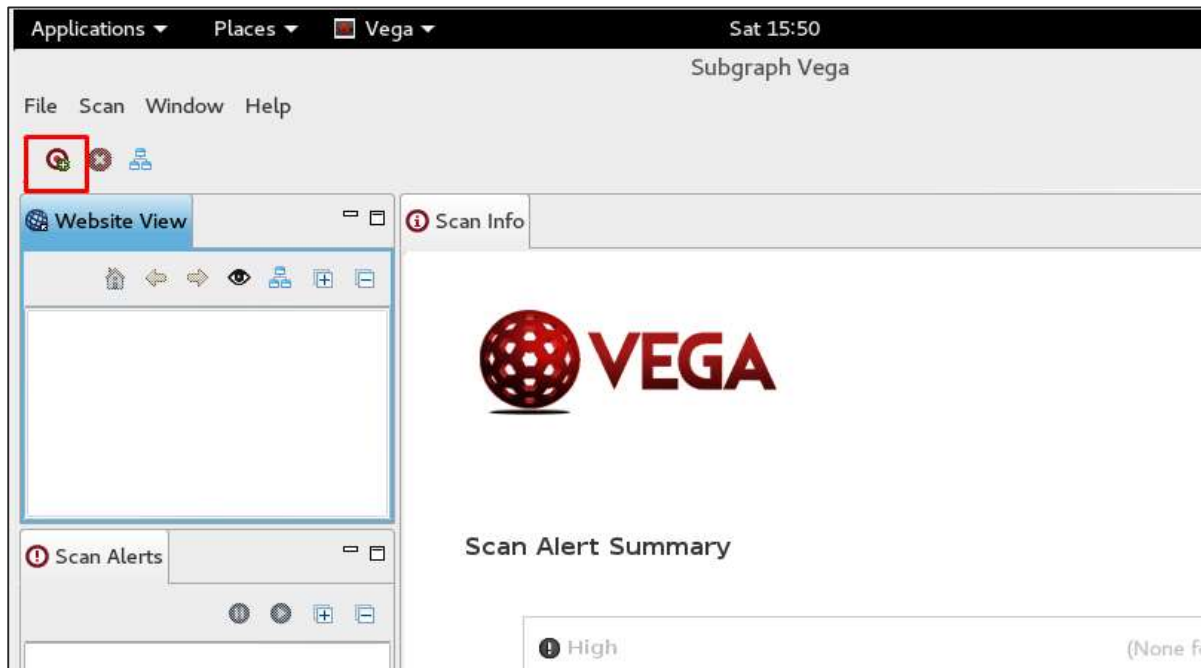 Applications Places Vega Sat 15:50
Subgraph Vega
File Scan Window Help
Website View
Scan Info
VEGA
Scan Alerts
Scan Alert Summary
High (None f